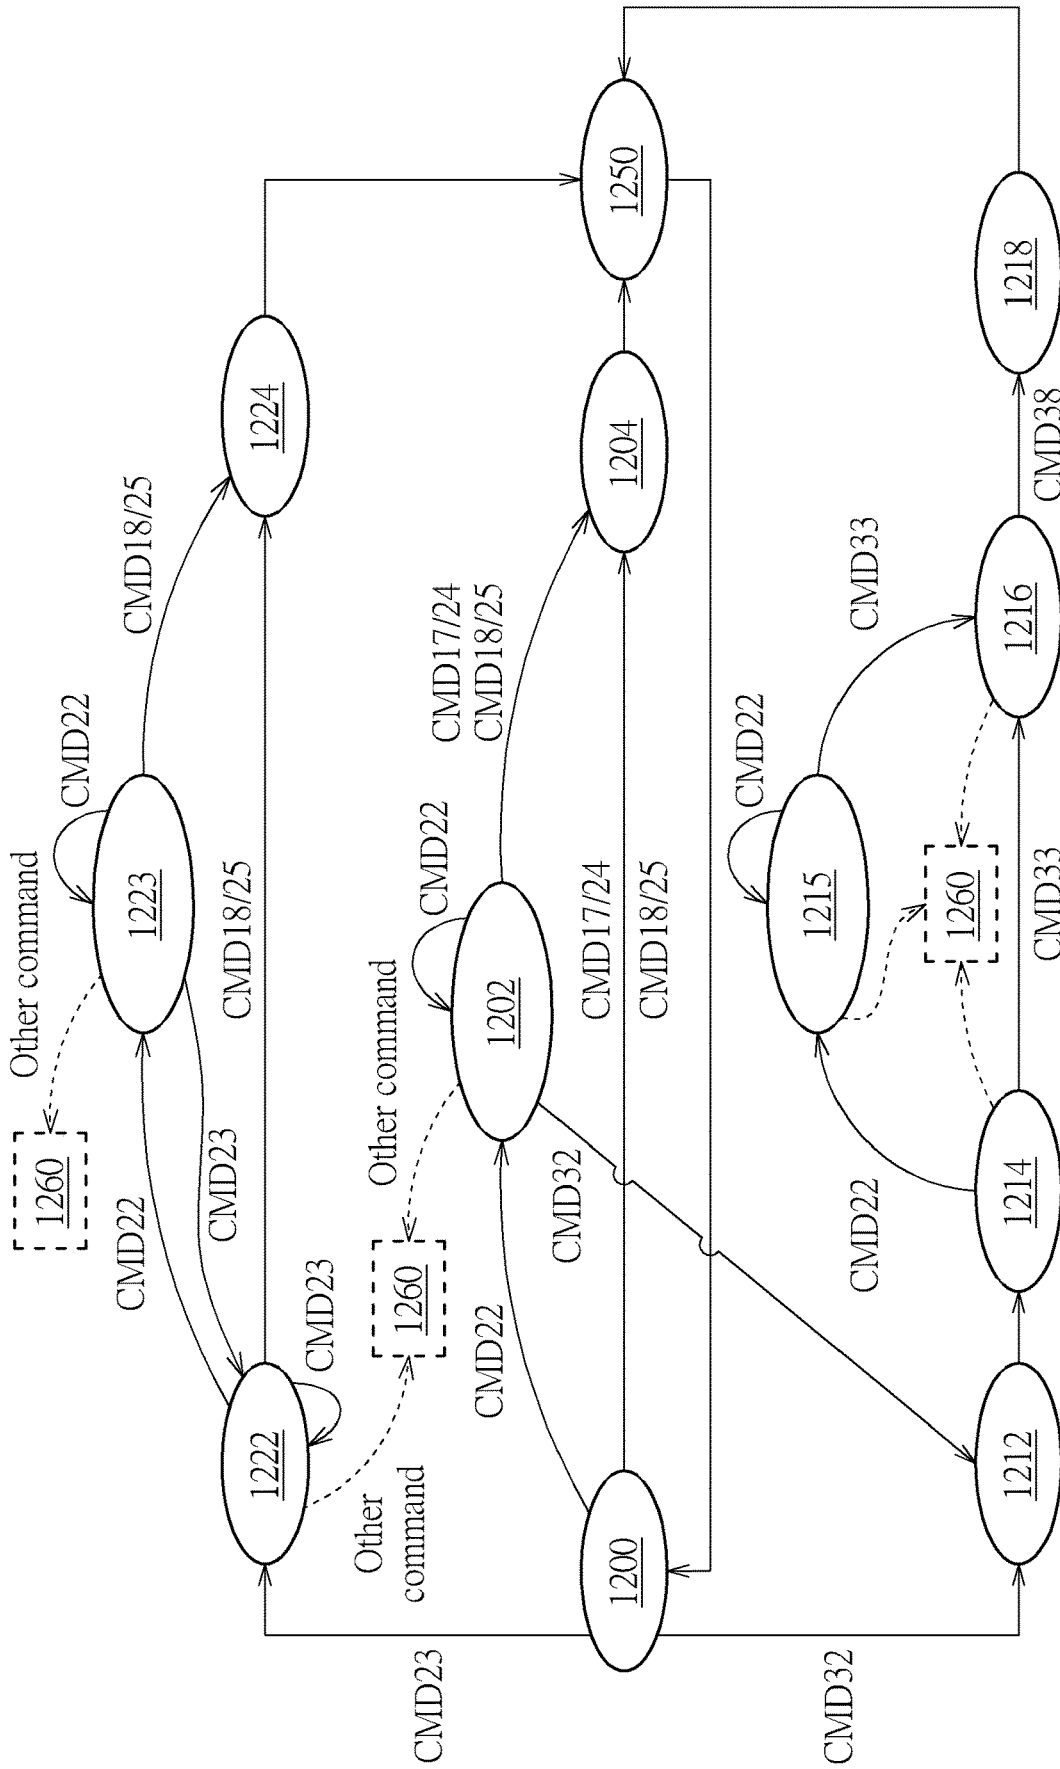 Other command
1260
CMD22
1223
CMD18/25
CMD22
CMD23
1224
1222
CMD23
CMD18/25
Other
command
Other command
1260
CMD22
1202
CMD17/24
CMD18/25
CMD22
CMD32
CMD23
1200
CMD17/24
CMD18/25
1204
1250
CMD32
CMD22
1215
CMD22
CMD33
1260
1212
1214
CMD33
1216
CMD38
1218